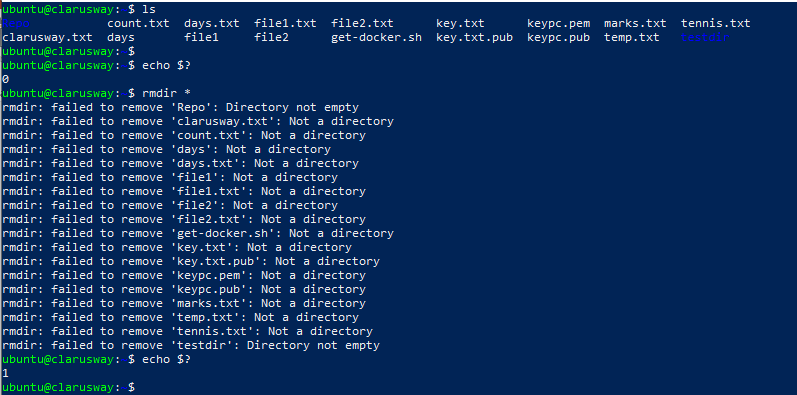 ubuntu@clarusway:~$ ls
Repo count.txt days.txt file1.txt file2.txt key.txt keypc.pem marks.txt tennis.txt
clarusway.txt days file1 file2 get-docker.sh key.txt.pub keypc.pub temp.txt testdir
ubuntu@clarusway:~$
ubuntu@clarusway:~$ echo $?
0
ubuntu@clarusway:~$ rmdir *
rmdir: failed to remove 'Repo': Directory not empty
rmdir: failed to remove 'clarusway.txt': Not a directory
rmdir: failed to remove 'count.txt': Not a directory
rmdir: failed to remove 'days': Not a directory
rmdir: failed to remove 'days.txt': Not a directory
rmdir: failed to remove 'file1': Not a directory
rmdir: failed to remove 'file1.txt': Not a directory
rmdir: failed to remove 'file2': Not a directory
rmdir: failed to remove 'file2.txt': Not a directory
rmdir: failed to remove 'get-docker.sh': Not a directory
rmdir: failed to remove 'key.txt': Not a directory
rmdir: failed to remove 'key.txt.pub': Not a directory
rmdir: failed to remove 'keypc.pem': Not a directory
rmdir: failed to remove 'keypc.pub': Not a directory
rmdir: failed to remove 'marks.txt': Not a directory
rmdir: failed to remove 'temp.txt': Not a directory
rmdir: failed to remove 'tennis.txt': Not a directory
rmdir: failed to remove 'testdir': Directory not empty
ubuntu@clarusway:~$ echo $?
1
ubuntu@clarusway:~$